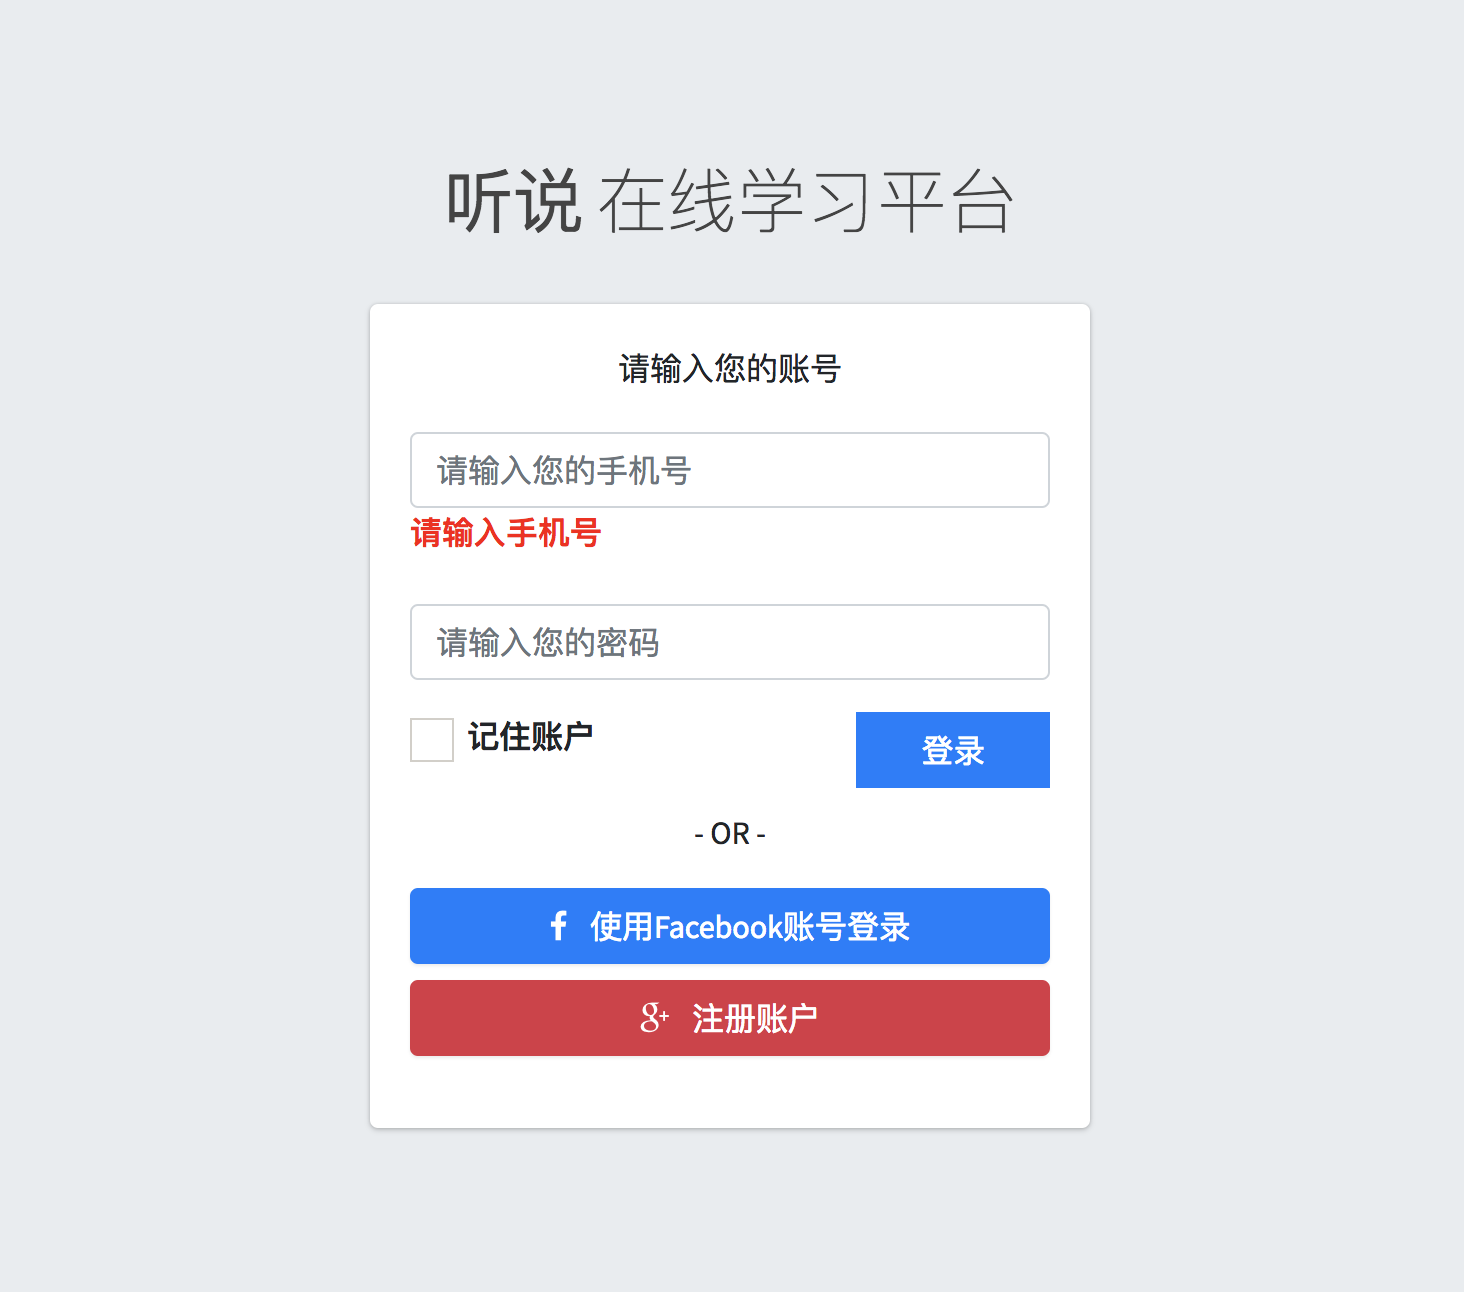 听说 在线学习平台
请输入您的账号
请输入您的手机号
请输入手机号
请输入您的密码
记住账户
登录
- OR -
使用Facebook账号登录
g+ 注册账户